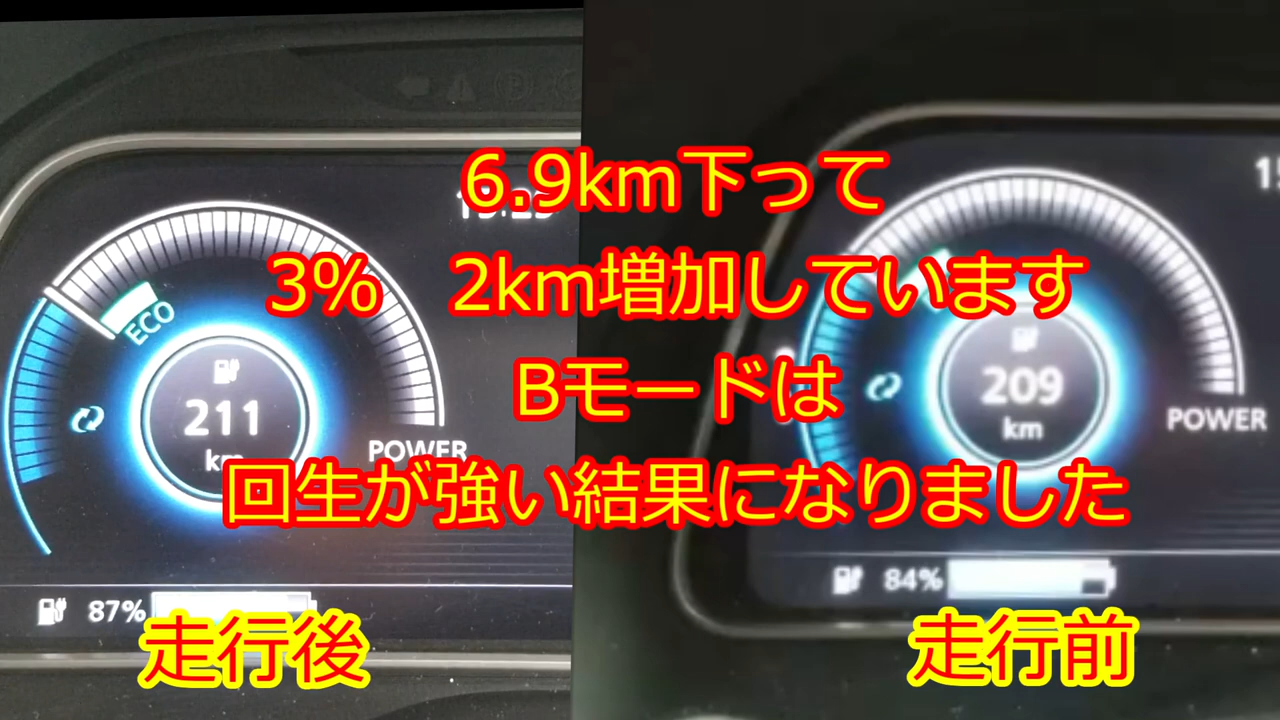 6.9km下って
3%　2km増加しています
Bモードは
回生が強い結果になりました
ECO
211
km
POWER
87%
走行後
209
km
POWER
84%
走行前